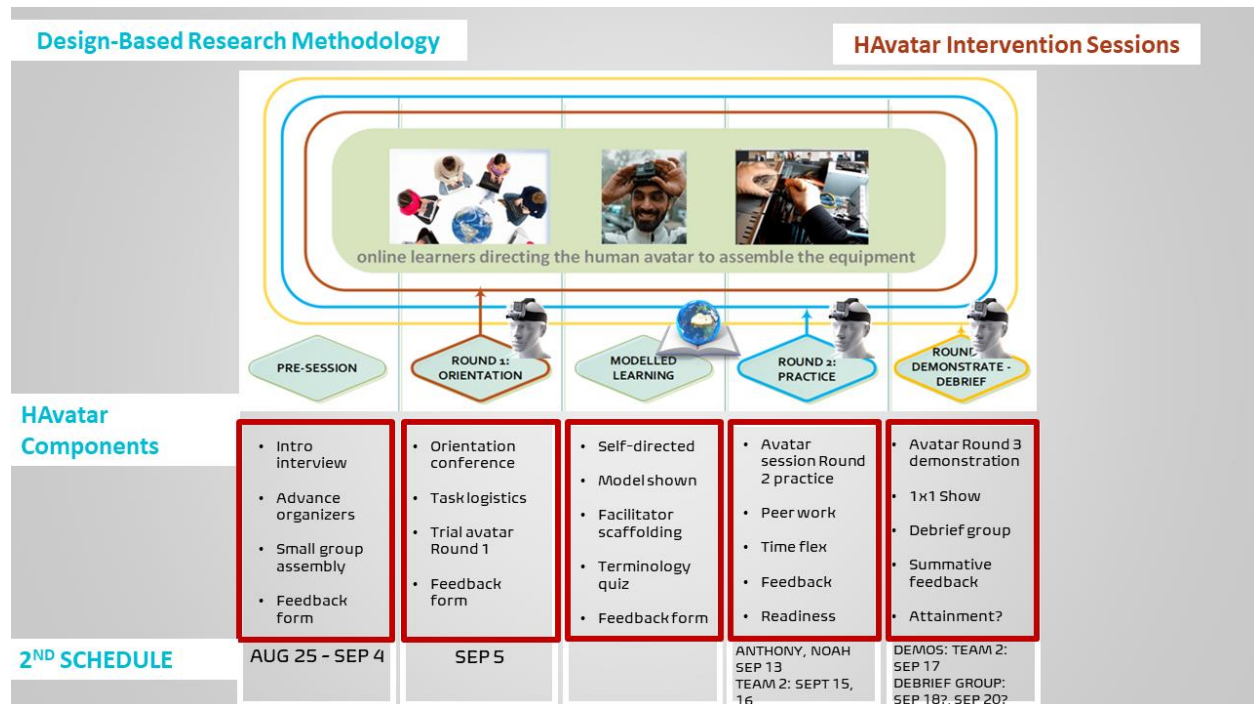 Design-Based Research Methodology
HAvatar Intervention Sessions
online learners directing the human avatar to assemble the equipment
PRE-SESSION
ROUND 1:
ORIENTATION
MODELLED
LEARNING
ROUND 2:
PRACTICE
ROUND
DEMONSTRATE -
DEBRIEF
HAvatar
Components
• Intro
interview
• Advance
organizers
• Small group
assembly
• Feedback
form
• Orientation
conference
• Task logistics
• Trial avatar
Round 1
• Feedback
form
• Self-directed
• Model shown
• Facilitator
scaffolding
• Terminology
quiz
• Feedback form
• Avatar
session Round
2 practice
• Peer work
• Time flex
• Feedback
• Readiness
• Avatar Round 3
demonstration
• 1x1 Show
• Debrief group
• Summative
feedback
• Attainment?
2ND SCHEDULE
AUG 25 - SEP 4
SEP 5
ANTHONY, NOAH
SEP 13
TEAM 2: SEPT 15,
16
DEMOS: TEAM 2:
SEP 17
DEBRIEF GROUP:
SEP 18?, SEP 20?